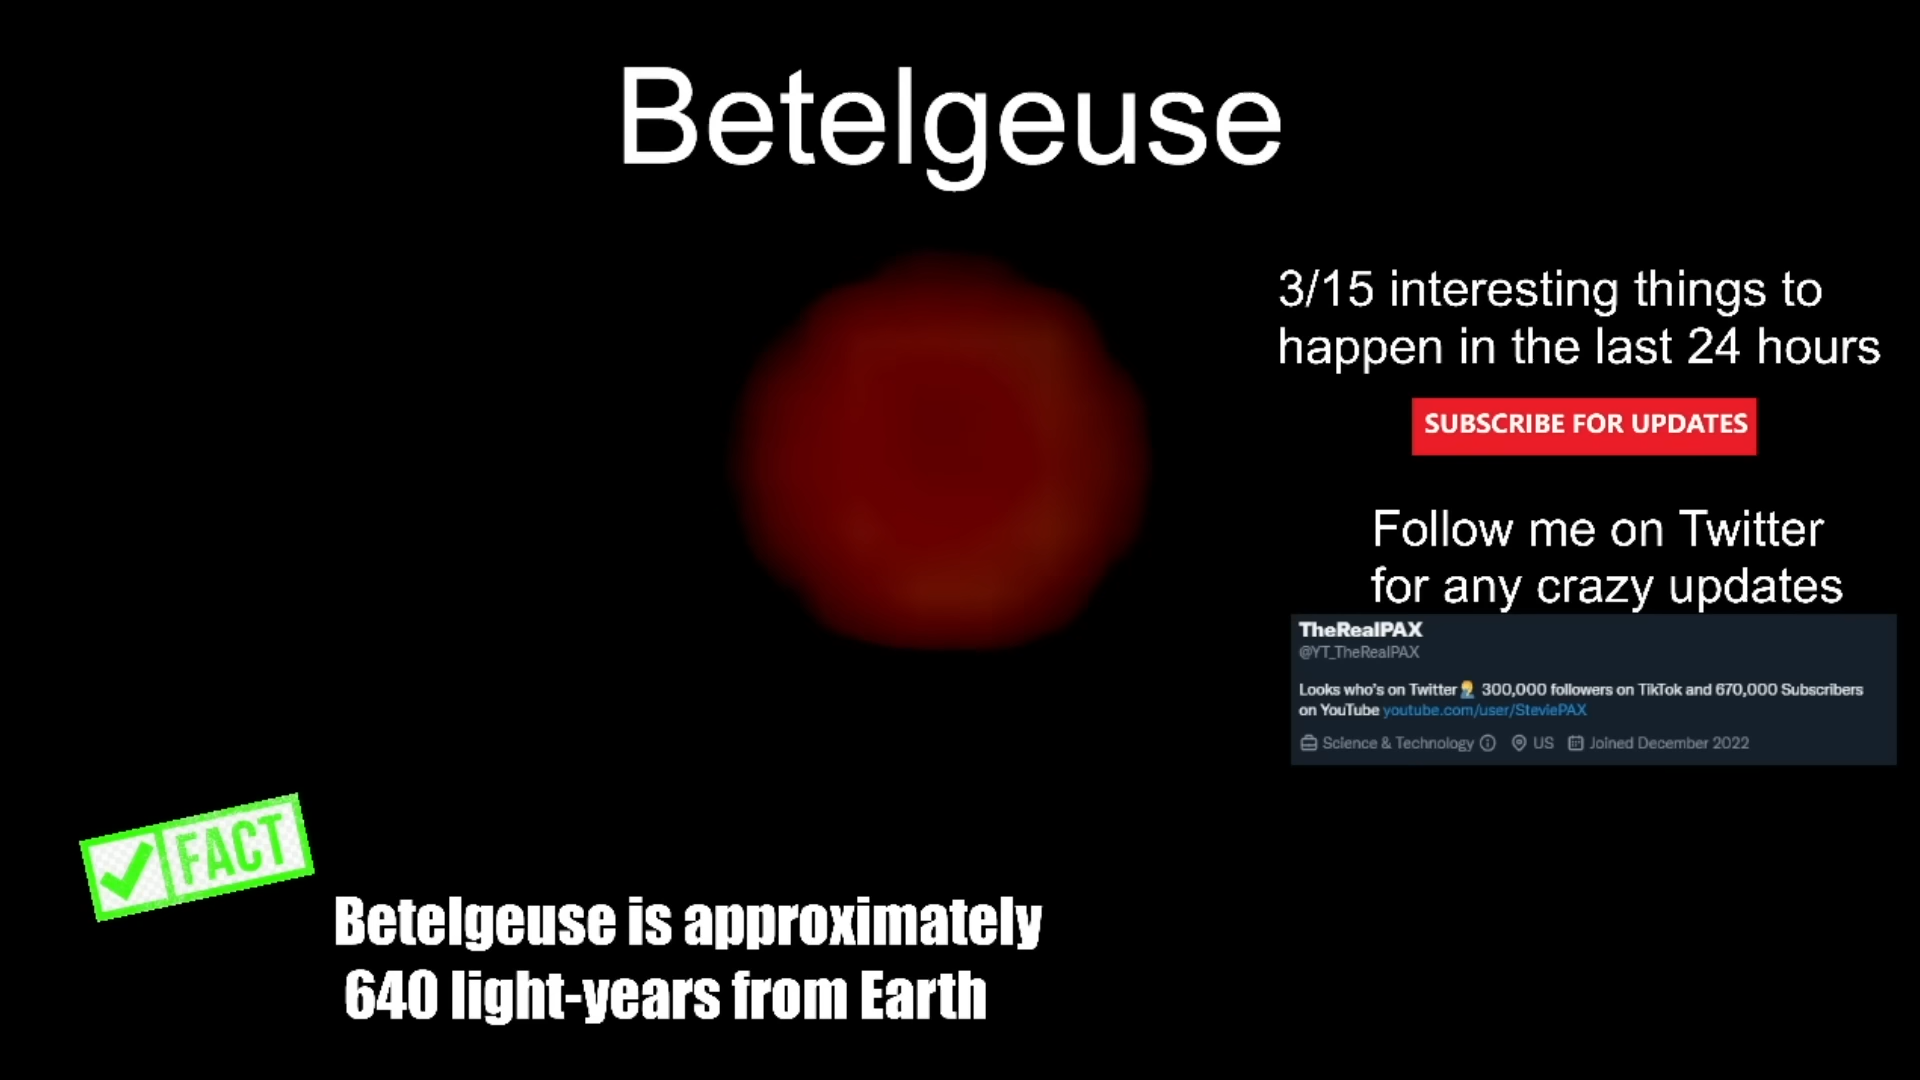 Betelgeuse
3/15 interesting things to
happen in the last 24 hours
SUBSCRIBE FOR UPDATES
Follow me on Twitter
for any crazy updates
TheRealPAX
@YT_TheRealPAX
Looks who's on Twitter🤦 300,000 followers on TikTok and 670,000 Subscribers
on YouTube youtube.com/user/SteviePAX
Science & Technology US Joined December 2022
FACT
Betelgeuse is approximately
640 light-years from Earth